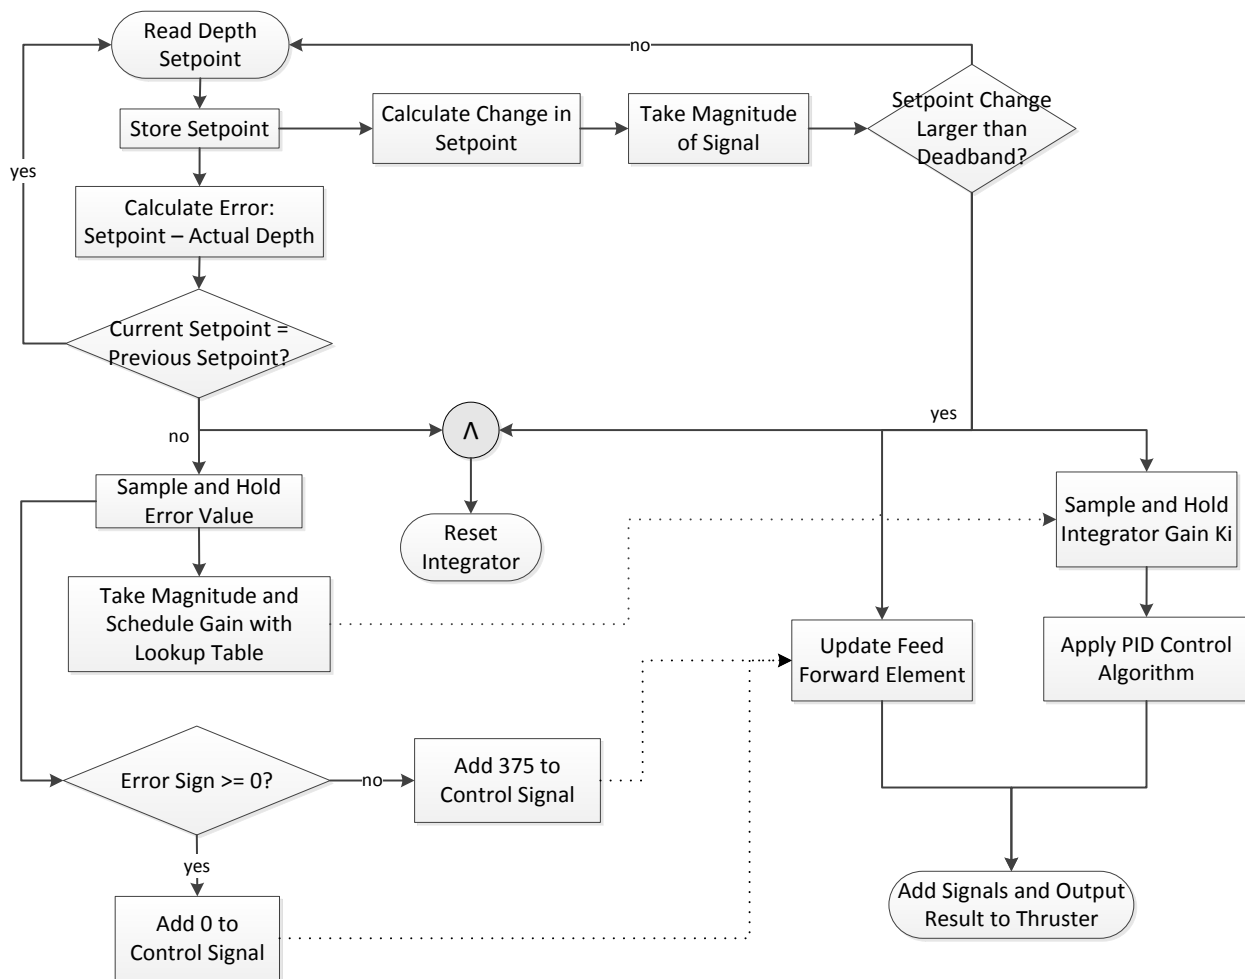 Read Depth
Setpoint
no
Store Setpoint
Calculate Change in
Setpoint
Take Magnitude
of Signal
Setpoint Change
Larger than
Deadband?
yes
Calculate Error:
Setpoint – Actual Depth
Current Setpoint =
Previous Setpoint?
no
Λ
yes
Sample and Hold
Error Value
Reset
Integrator
Sample and Hold
Integrator Gain Ki
Take Magnitude and
Schedule Gain with
Lookup Table
Update Feed
Forward Element
Apply PID Control
Algorithm
Error Sign >= 0?
no
Add 375 to
Control Signal
yes
Add 0 to
Control Signal
Add Signals and Output
Result to Thruster